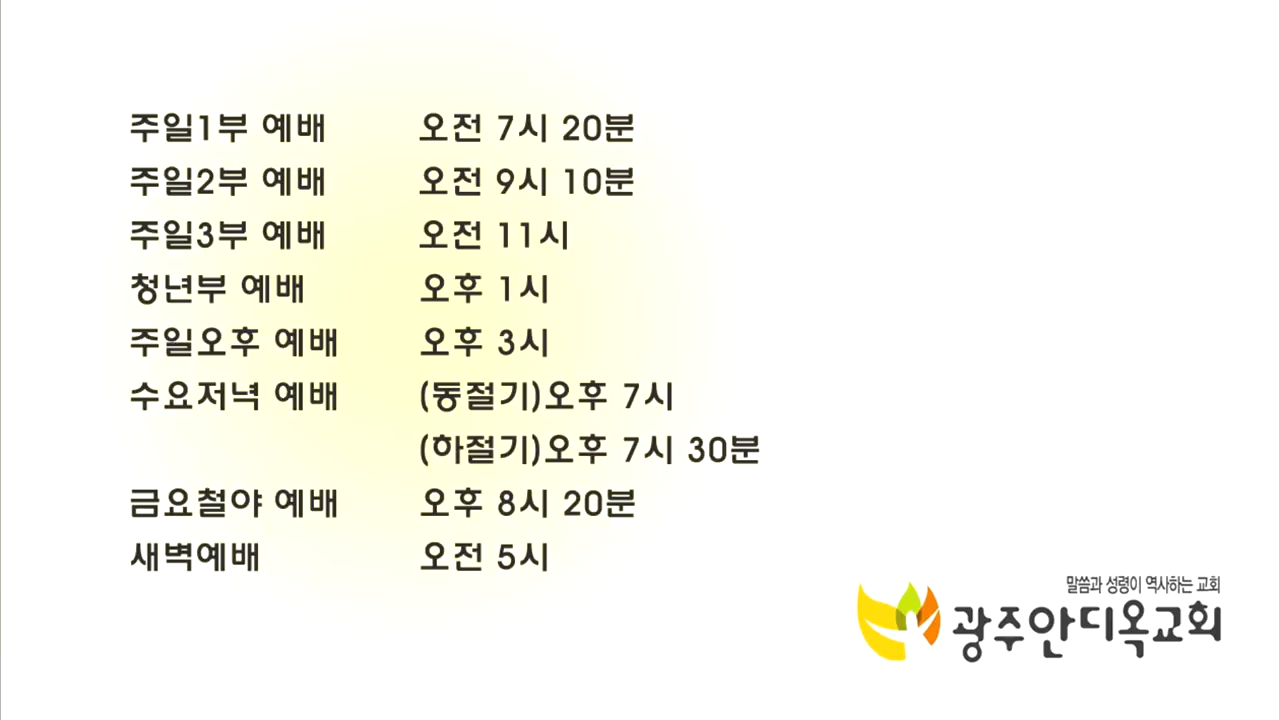 주일1부 예배 오전 7시 20분
주일2부 예배 오전 9시 10분
주일3부 예배 오전 11시
청년부 예배 오후 1시
주일오후 예배 오후 3시
수요저녁 예배 (동절기)오후 7시
(하절기)오후 7시 30분
금요철야 예배 오후 8시 20분
새벽예배 오전 5시
말씀과 성령이 역사하는 교회
광주안디옥교회